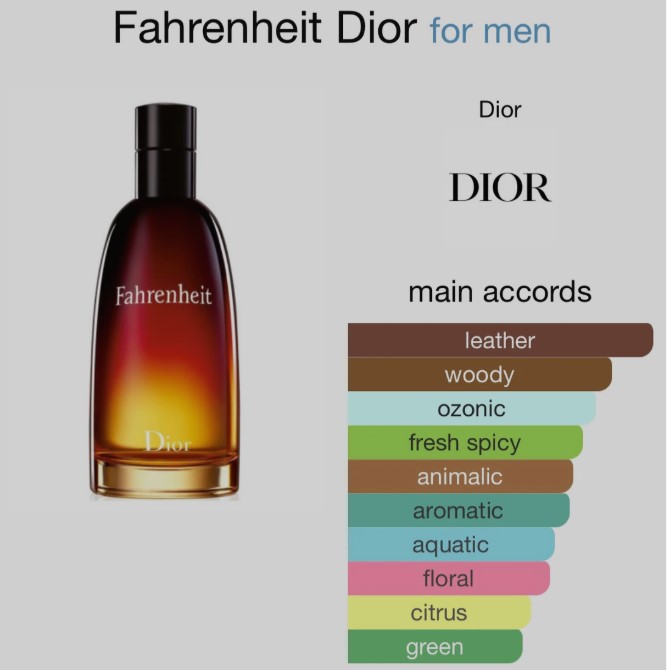 Fahrenheit Dior for men
Fahrenheit
Dior
Dior
DIOR
main accords
leather
woody
ozonic
fresh spicy
animalic
aromatic
aquatic
floral
citrus
green